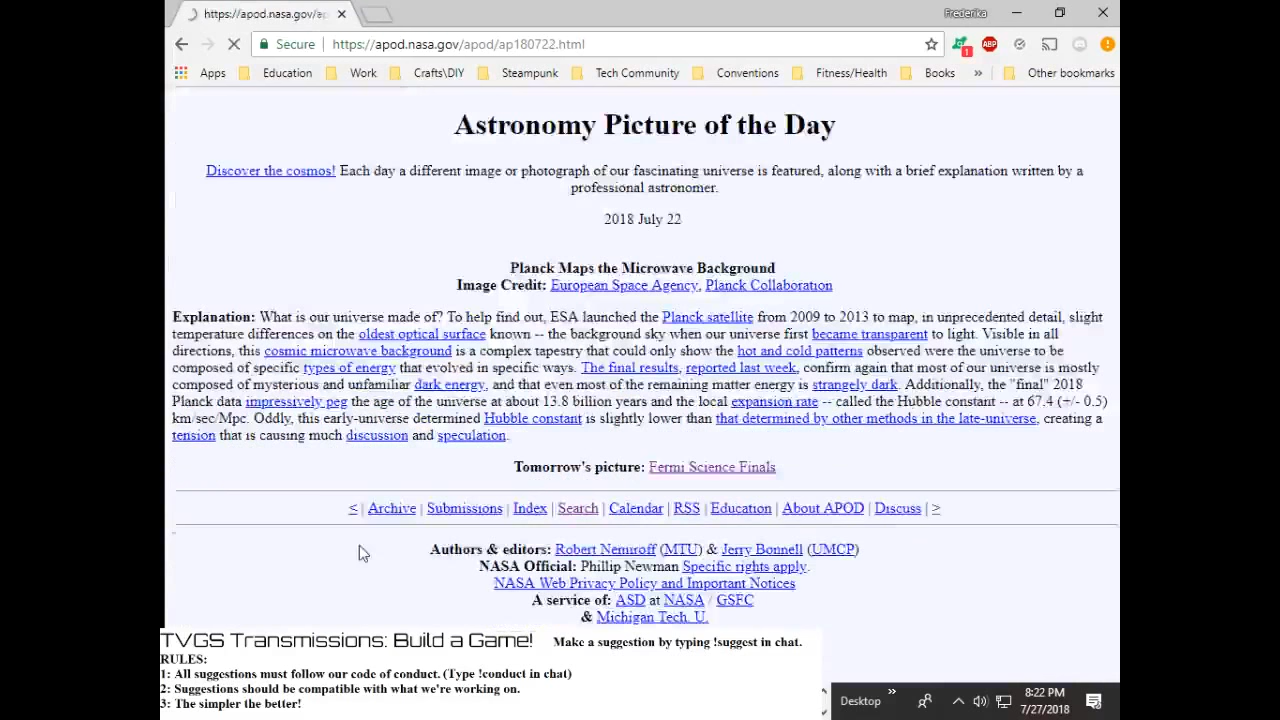 https://apod.nasa.gov/ap
Frederika
Secure
https://apod.nasa.gov/apod/ap180722.html
ABP
1
Apps Education Work Crafts\DIY Steampunk Tech Community Conventions Fitness/Health Books » Other bookmarks
Astronomy Picture of the Day
Discover the cosmos! Each day a different image or photograph of our fascinating universe is featured, along with a brief explanation written by a
professional astronomer.
2018 July 22
Planck Maps the Microwave Background
Image Credit: European Space Agency, Planck Collaboration
Explanation: What is our universe made of? To help find out, ESA launched the Planck satellite from 2009 to 2013 to map, in unprecedented detail, slight
temperature differences on the oldest optical surface known -- the background sky when our universe first became transparent to light. Visible in all
directions, this cosmic microwave background is a complex tapestry that could only show the hot and cold patterns observed were the universe to be
composed of specific types of energy that evolved in specific ways. The final results, reported last week, confirm again that most of our universe is mostly
composed of mysterious and unfamiliar dark energy, and that even most of the remaining matter energy is strangely dark. Additionally, the "final" 2018
Planck data impressively peg the age of the universe at about 13.8 billion years and the local expansion rate -- called the Hubble constant -- at 67.4 (+/- 0.5)
km/sec/Mpc. Oddly, this early-universe determined Hubble constant is slightly lower than that determined by other methods in the late-universe, creating a
tension that is causing much discussion and speculation.
Tomorrow's picture: Fermi Science Finals
< | Archive | Submissions | Index | Search | Calendar | RSS | Education | About APOD | Discuss | >
Authors & editors: Robert Nemiroff (MTU) & Jerry Bonnell (UMCP)
NASA Official: Phillip Newman Specific rights apply.
NASA Web Privacy Policy and Important Notices
A service of: ASD at NASA / GSFC
& Michigan Tech. U.
TVGS Transmissions: Build a Game! Make a suggestion by typing !suggest in chat.
RULES:
1: All suggestions must follow our code of conduct. (Type !conduct in chat)
2: Suggestions should be compatible with what we're working on.
3: The simpler the better!
Desktop »
8:22 PM
7/27/2018